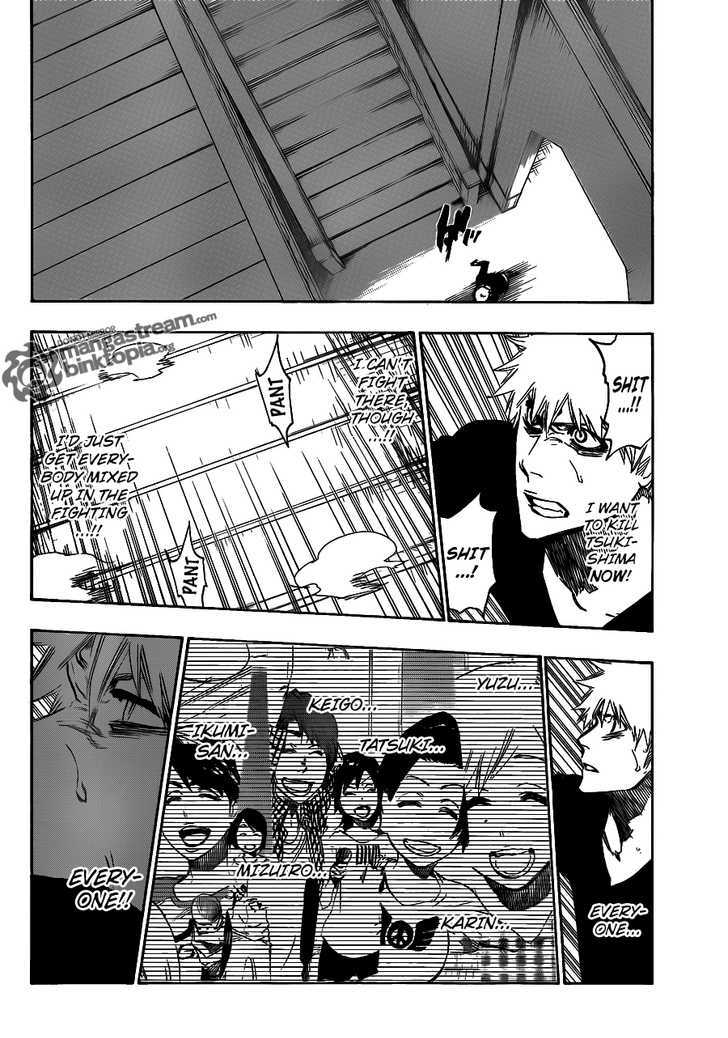 SHIT
...!!
I WANT
TO KILL
TSUKI-
SHIMA
NOW!
SHIT
...!
I CAN'T
FIGHT
THERE
THOUGH
...!!
PANT
PANT
I'D JUST
GET EVERY-
BODY MIXED
UP IN THE
FIGHTING
...!!
mangastream.com
binktopia.org
EVERY-
ONE...
YUZU...
KEIGO...
TATSUKI...
IKUMI-
SAN...
MIZUIRO...
KARIN...
EVERY-
ONE!!